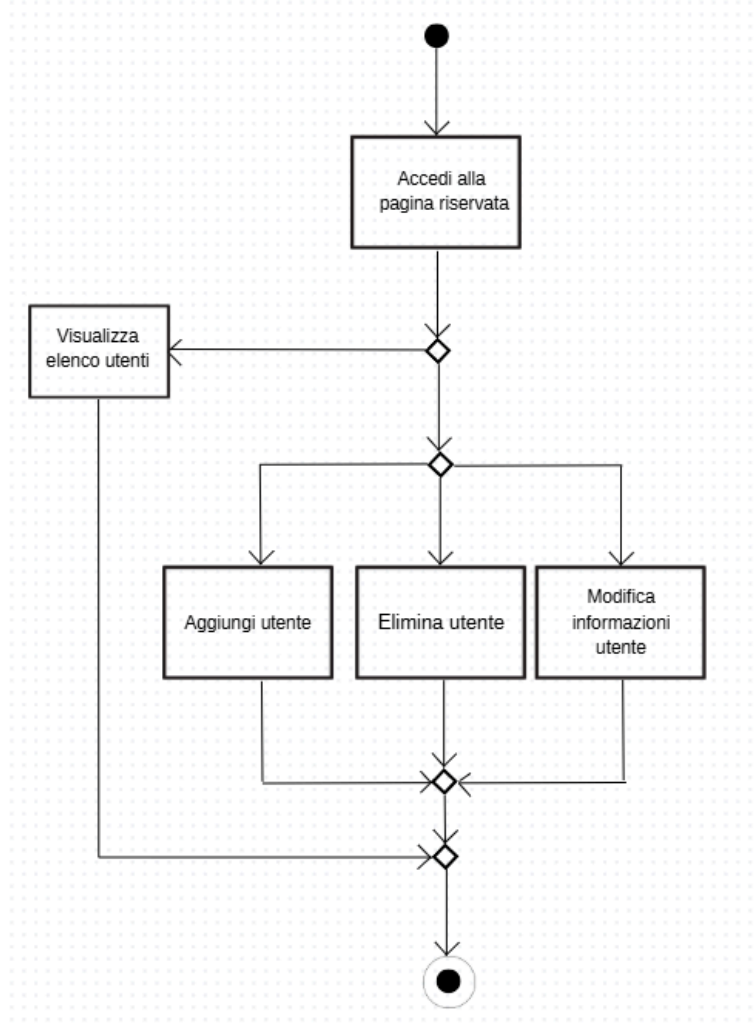 Accedi alla
pagina riservata
Visualizza
elenco utenti
Aggiungi utente
Elimina utente
Modifica
informazioni
utente